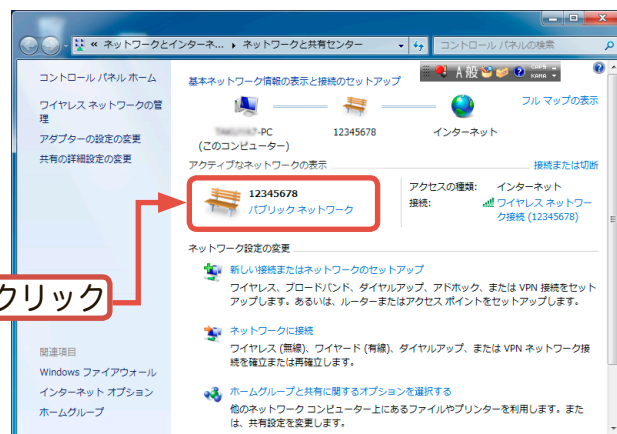 « ネットワークとインターネ... ▸ ネットワークと共有センター
コントロール パネルの検索
コントロール パネル ホーム
ワイヤレス ネットワークの管
理
アダプターの設定の変更
共有の詳細設定の変更
基本ネットワーク情報の表示と接続のセットアップ
A 般
CAPS
KANA
フル マップの表示
-PC
(このコンピューター)
12345678
インターネット
アクティブなネットワークの表示
接続または切断
12345678
パブリック ネットワーク
アクセスの種類: インターネット
接続: ワイヤレス ネットワー
ク接続 (12345678)
クリック
ネットワーク設定の変更
新しい接続またはネットワークのセットアップ
ワイヤレス、ブロードバンド、ダイヤルアップ、アドホック、または VPN 接続をセット
アップします。あるいは、ルーターまたはアクセス ポイントをセットアップします。
ネットワークに接続
ワイヤレス (無線)、ワイヤード (有線)、ダイヤルアップ、または VPN ネットワーク接
続を確立または再確立します。
ホームグループと共有に関するオプションを選択する
他のネットワーク コンピューター上にあるファイルやプリンターを利用します。また
は、共有設定を変更します。
関連項目
Windows ファイアウォール
インターネット オプション
ホームグループ